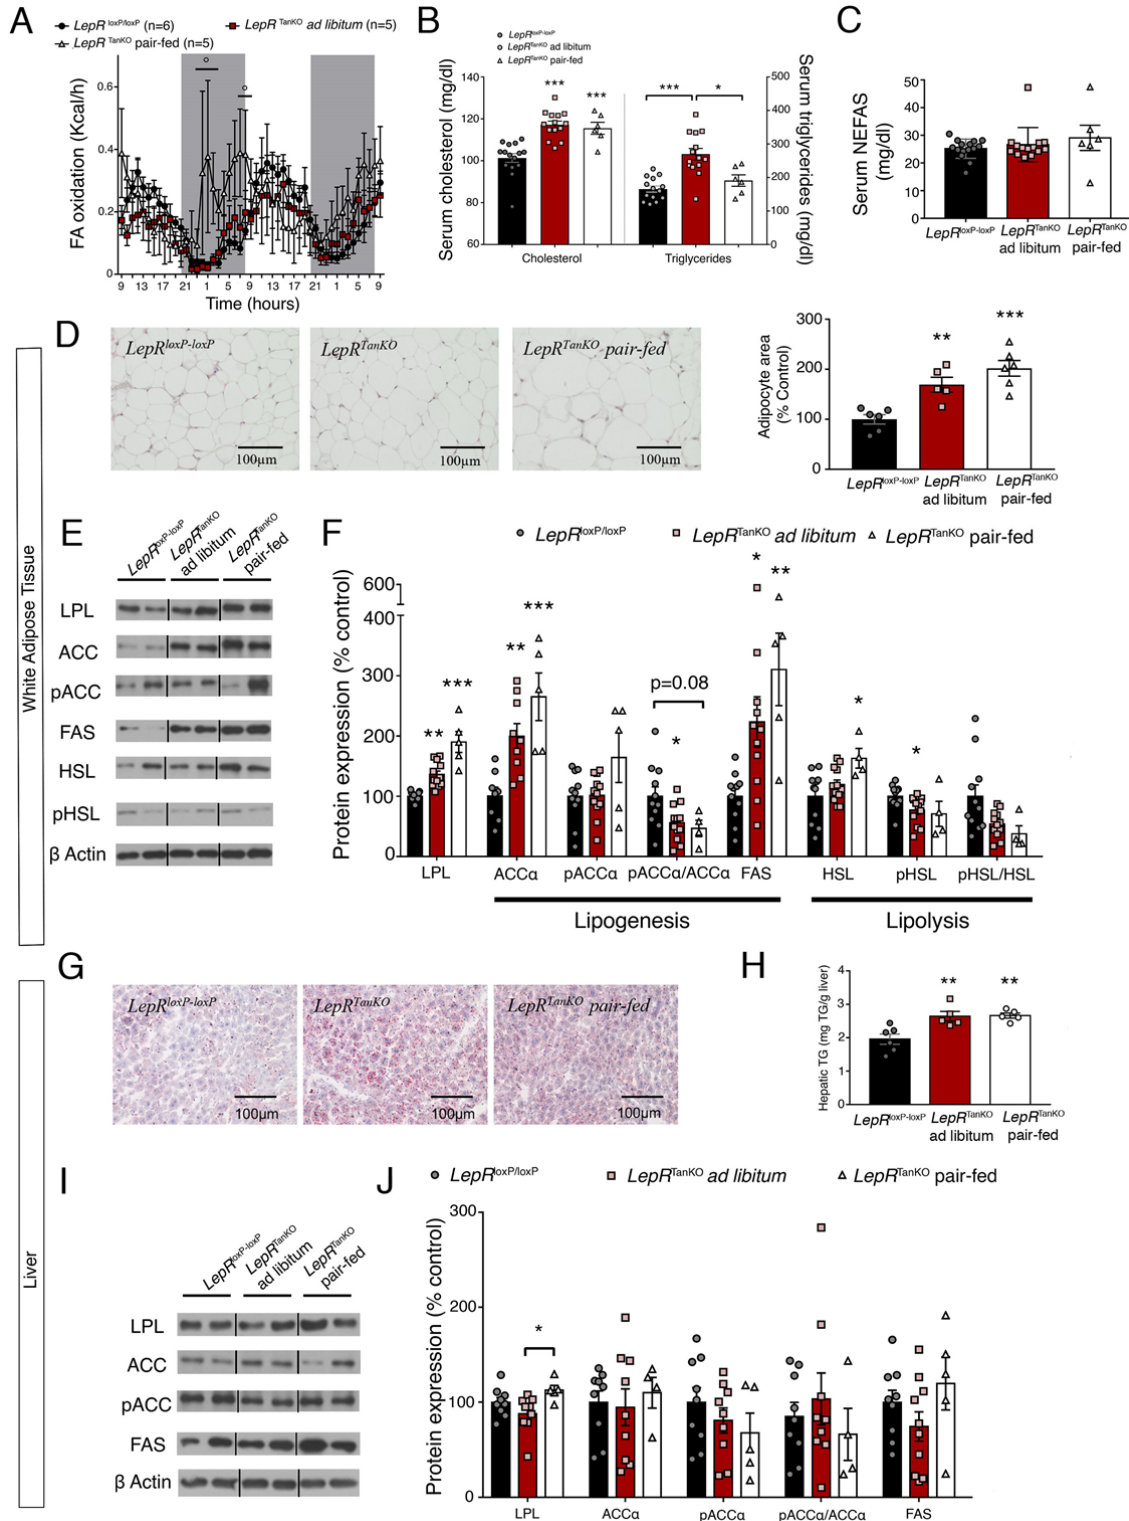 A
LepR loxP/loxP (n=6)
LepR TanKO ad libitum (n=5)
LepR TanKO pair-fed (n=5)
FA oxidation (Kcal/h)
0.6
0.4
0.2
0
9 13 17 21 1 5 9 13 17 21 1 5 9
Time (hours)
B
LepR loxP-loxP
LepR TanKO ad libitum
LepR TanKO pair-fed
Serum cholesterol (mg/dl)
140
120
100
80
60
*** *** *** *
500
400
300
200
100
0
Serum triglycerides (mg/dl)
Cholesterol Triglycerides
C
Serum NEFAS
(mg/dl)
50
40
30
20
10
0
LepR loxP-loxP LepR TanKO LepR TanKO
ad libitum pair-fed
White Adipose Tissue
D
LepR loxP-loxP
LepR TanKO
LepR TanKO pair-fed
100µm 100µm 100µm
Adipocyte area
(% Control)
300
200
100
0
** ***
LepR loxP-loxP LepR TanKO LepR TanKO
ad libitum pair-fed
E
LepR loxP-loxP
LepR TanKO
ad libitum
LepR TanKO
pair-fed
LPL
ACC
pACC
FAS
HSL
pHSL
β Actin
F
LepR loxP/loxP LepR TanKO ad libitum LepR TanKO pair-fed
Protein expression (% control)
600
400
300
200
100
0
** *** ** *** p=0.08 * * ** * *
LPL ACCα pACCα pACCα/ACCα FAS HSL pHSL pHSL/HSL
Lipogenesis Lipolysis
Liver
G
LepR loxP-loxP
LepR TanKO
LepR TanKO pair-fed
100µm 100µm 100µm
H
Hepatic TG (mg TG/g liver)
4
3
2
1
0
** **
LepR loxP-loxP LepR TanKO LepR TanKO
ad libitum pair-fed
I
LepR loxP-loxP
LepR TanKO
ad libitum
LepR TanKO
pair-fed
LPL
ACC
pACC
FAS
β Actin
J
LepR loxP/loxP LepR TanKO ad libitum LepR TanKO pair-fed
Protein expression (% control)
300
200
100
0
*
LPL ACCα pACCα pACCα/ACCα FAS